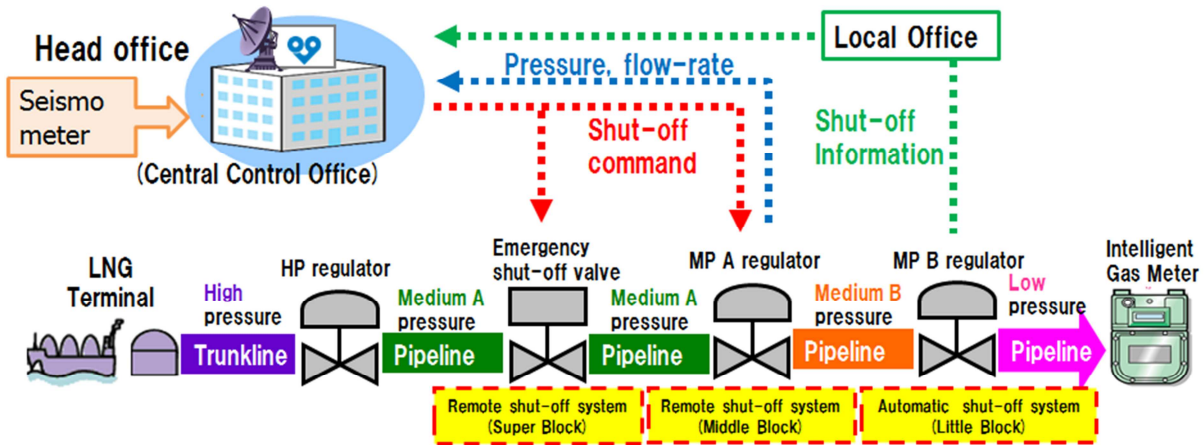 Head office
Seismo
meter
(Central Control Office)
Local Office
Pressure, flow-rate
Shut-off
command
Shut-off
Information
LNG
Terminal
High
pressure
Trunkline
HP regulator
Medium A
pressure
Pipeline
Emergency
shut-off valve
Medium A
pressure
Pipeline
MP A regulator
Medium B
pressure
Pipeline
MP B regulator
Low
pressure
Pipeline
Intelligent
Gas Meter
Remote shut-off system
(Super Block)
Remote shut-off system
(Middle Block)
Automatic shut-off system
(Little Block)